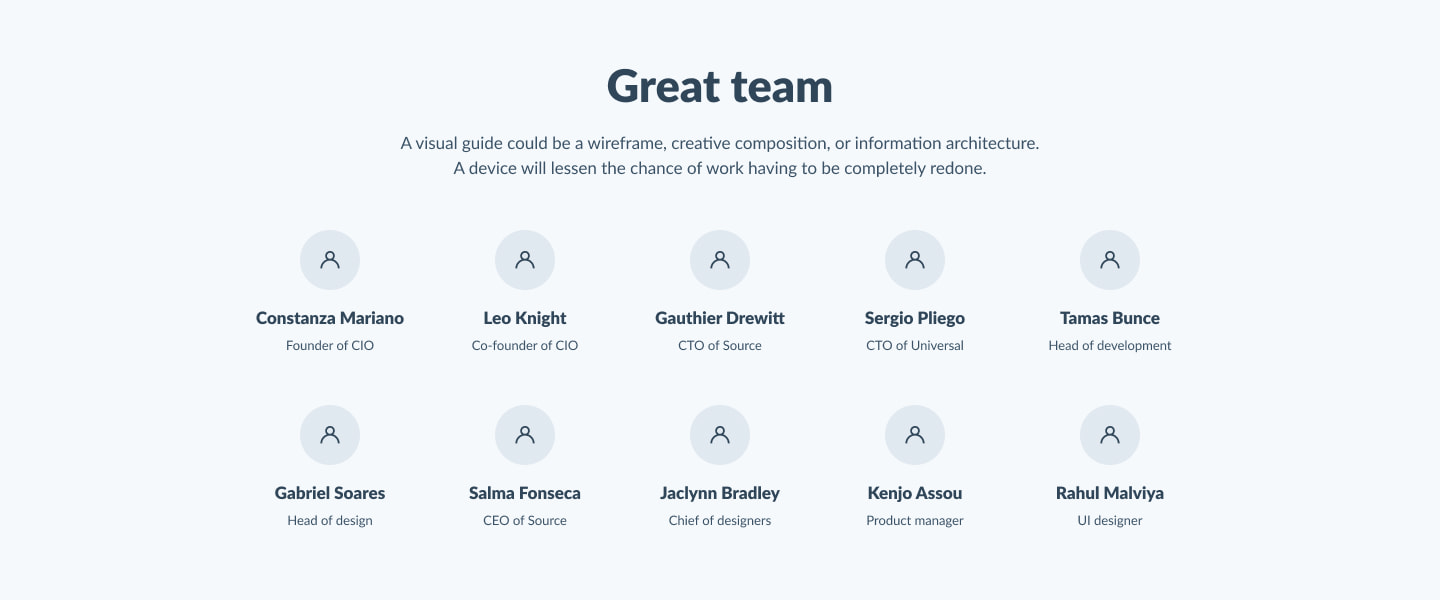 Great team
A visual guide could be a wireframe, creative composition, or information architecture.
A device will lessen the chance of work having to be completely redone.
Constanza Mariano
Founder of CIO
Leo Knight
Co-founder of CIO
Gauthier Drewitt
CTO of Source
Sergio Pliego
CTO of Universal
Tamas Bunce
Head of development
Gabriel Soares
Head of design
Salma Fonseca
CEO of Source
Jaclynn Bradley
Chief of designers
Kenjo Assou
Product manager
Rahul Malviya
UI designer